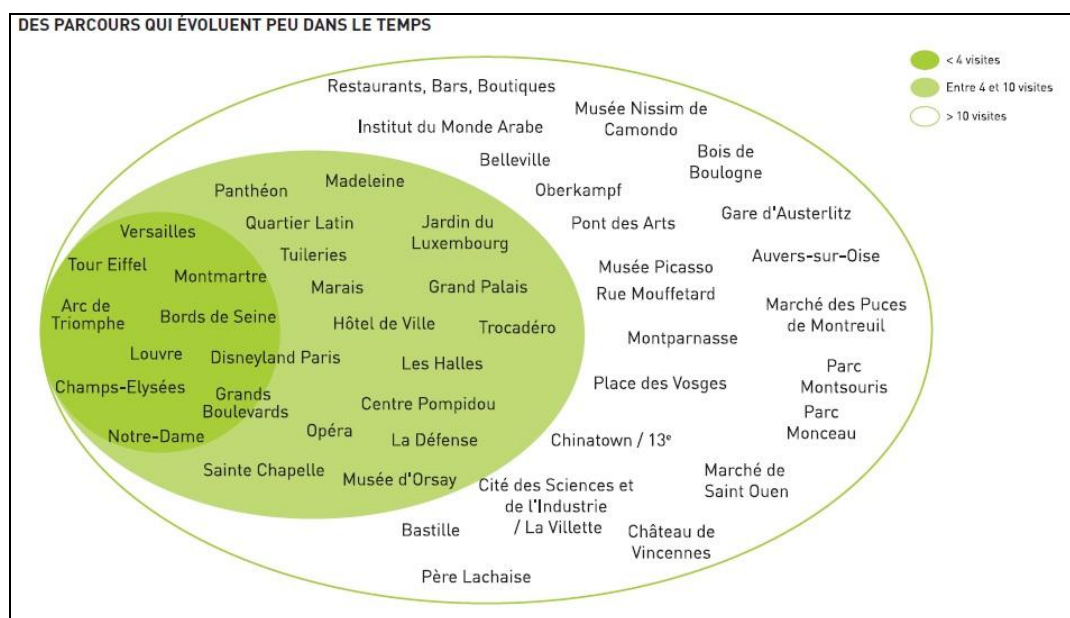 DES PARCOURS QUI ÉVOLUENT PEU DANS LE TEMPS
< 4 visites
Entre 4 et 10 visites
> 10 visites
Restaurants, Bars, Boutiques
Musée Nissim de
Camondo
Institut du Monde Arabe
Belleville
Bois de
Boulogne
Madeleine
Panthéon
Oberkampf
Gare d'Austerlitz
Quartier Latin
Jardin du
Luxembourg
Pont des Arts
Versailles
Tuileries
Auvers-sur-Oise
Tour Eiffel
Montmartre
Musée Picasso
Marais
Grand Palais
Rue Mouffetard
Arc de
Triomphe
Bords de Seine
Hôtel de Ville
Trocadéro
Marché des Puces
de Montreuil
Montparnasse
Louvre
Disneyland Paris
Les Halles
Parc
Montsouris
Champs-Elysées
Grands
Boulevards
Place des Vosges
Centre Pompidou
Parc
Monceau
Notre-Dame
Opéra
La Défense
Chinatown / 13e
Sainte Chapelle
Musée d'Orsay
Cité des Sciences et
de l'Industrie
/ La Villette
Marché de
Saint Ouen
Bastille
Château de
Vincennes
Père Lachaise